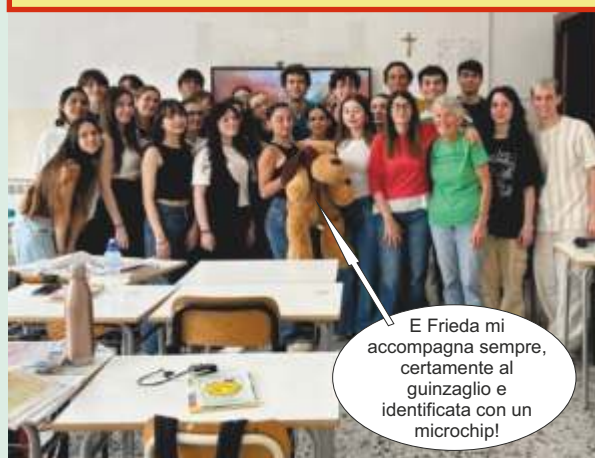 E Frieda mi
accompagna sempre,
certamente al
guinzaglio e
identificata con un
microchip!